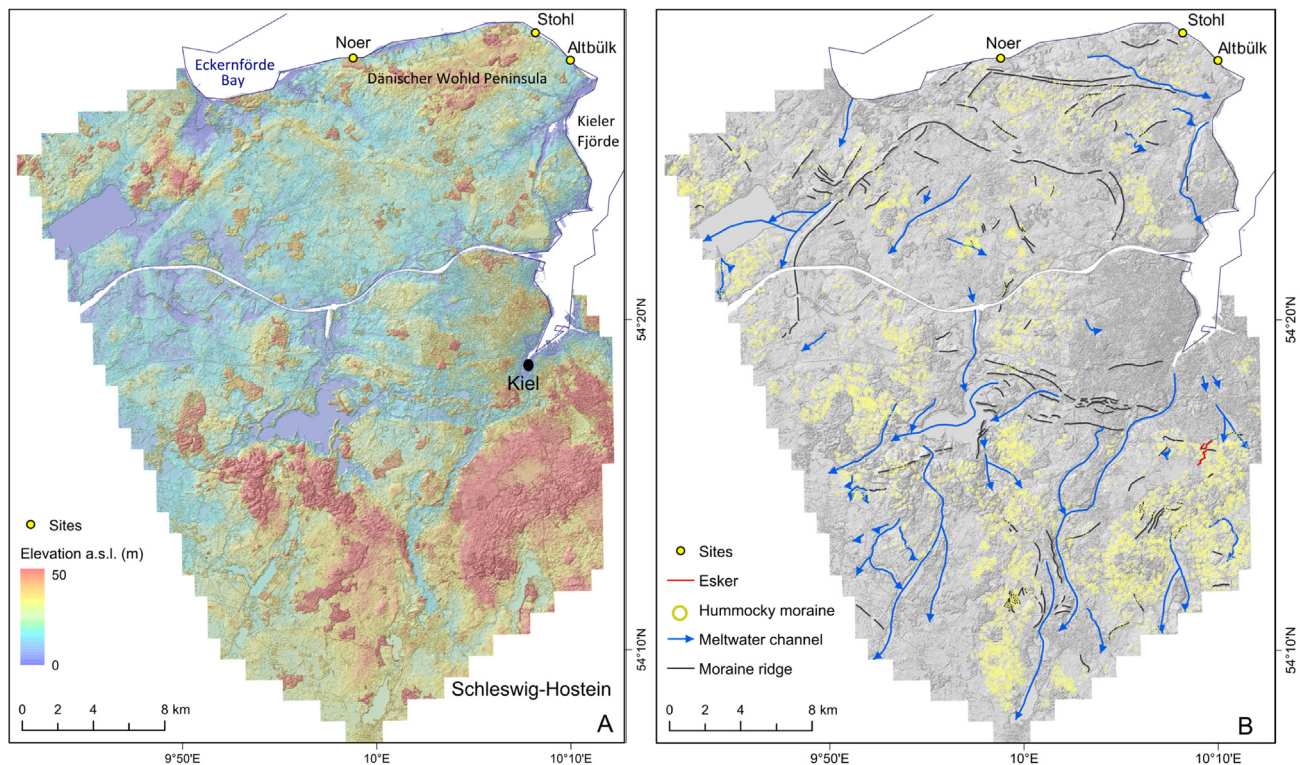 Stohl
Noer
Altbülk
Eckernförde
Bay
Dänischer Wohld Peninsula
Kieler
Fjörde
Kiel
Sites
Elevation a.s.l. (m)
50
0
Schleswig-Hostein
0 2 4 8 km
A
9°50'E
10°E
10°10'E
54°20'N
54°10'N
Stohl
Noer
Altbülk
Sites
Esker
Hummocky moraine
Meltwater channel
Moraine ridge
0 2 4 8 km
B
9°50'E
10°E
10°10'E
54°20'N
54°10'N